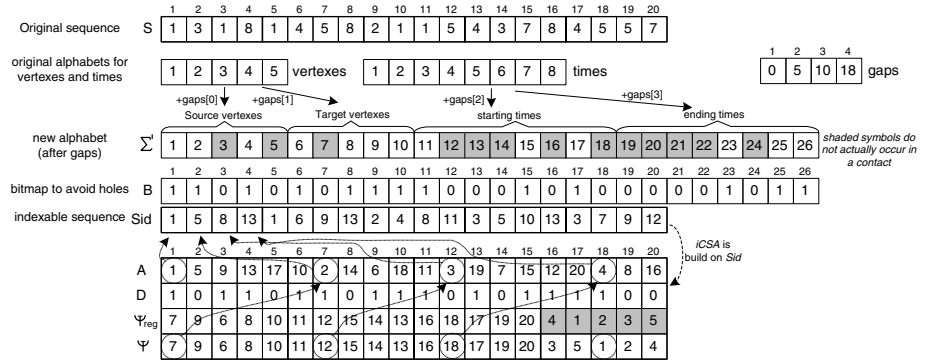 1 2 3 4 5 6 7 8 9 10 11 12 13 14 15 16 17 18 19 20
Original sequence S 1 3 1 8 1 4 5 8 2 1 1 5 4 3 7 8 4 5 5 7
original alphabets for
vertexes and times
1 2 3 4 5 vertexes
1 2 3 4 5 6 7 8 times
1 2 3 4
0 5 10 18 gaps
+gaps[0] +gaps[1] +gaps[2] +gaps[3]
Source vertexes Target vertexes starting times ending times
new alphabet
(after gaps)
Σ' 1 2 3 4 5 6 7 8 9 10 11 12 13 14 15 16 17 18 19 20 21 22 23 24 25 26
shaded symbols do
not actually occur in
a contact
1 2 3 4 5 6 7 8 9 10 11 12 13 14 15 16 17 18 19 20 21 22 23 24 25 26
bitmap to avoid holes B 1 1 0 1 0 1 0 1 1 1 1 0 0 0 1 0 1 0 0 0 0 0 1 0 1 1
indexable sequence Sid 1 5 8 13 1 6 9 13 2 4 8 11 3 5 10 13 3 7 9 12
iCSA is
build on Sid
1 2 3 4 5 6 7 8 9 10 11 12 13 14 15 16 17 18 19 20
A 1 5 9 13 17 10 2 14 6 18 11 3 19 7 15 12 20 4 8 16
D 1 0 1 1 0 1 1 0 1 1 1 0 1 0 1 1 1 1 0 0
Ψreg 7 9 6 8 10 11 12 15 14 13 16 18 17 19 20 4 1 2 3 5
Ψ 7 9 6 8 10 11 12 15 14 13 16 18 17 19 20 3 5 1 2 4